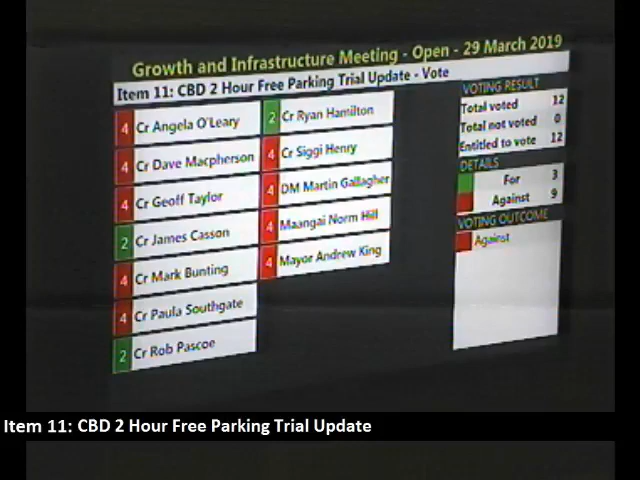 Growth and Infrastructure Meeting - Open - 29 March 2019
Item 11: CBD 2 Hour Free Parking Trial Update - Vote
4 Cr Angela O'Leary
4 Cr Dave Macpherson
4 Cr Geoff Taylor
2 Cr James Casson
4 Cr Mark Bunting
4 Cr Paula Southgate
2 Cr Rob Pascoe
2 Cr Ryan Hamilton
4 Cr Siggi Henry
4 DM Martin Gallagher
4 Maangai Norm Hill
4 Mayor Andrew King
VOTING RESULT
Total voted 12
Total not voted 0
Entitled to vote 12
DETAILS
For 3
Against 9
VOTING OUTCOME
Against
Item 11: CBD 2 Hour Free Parking Trial Update